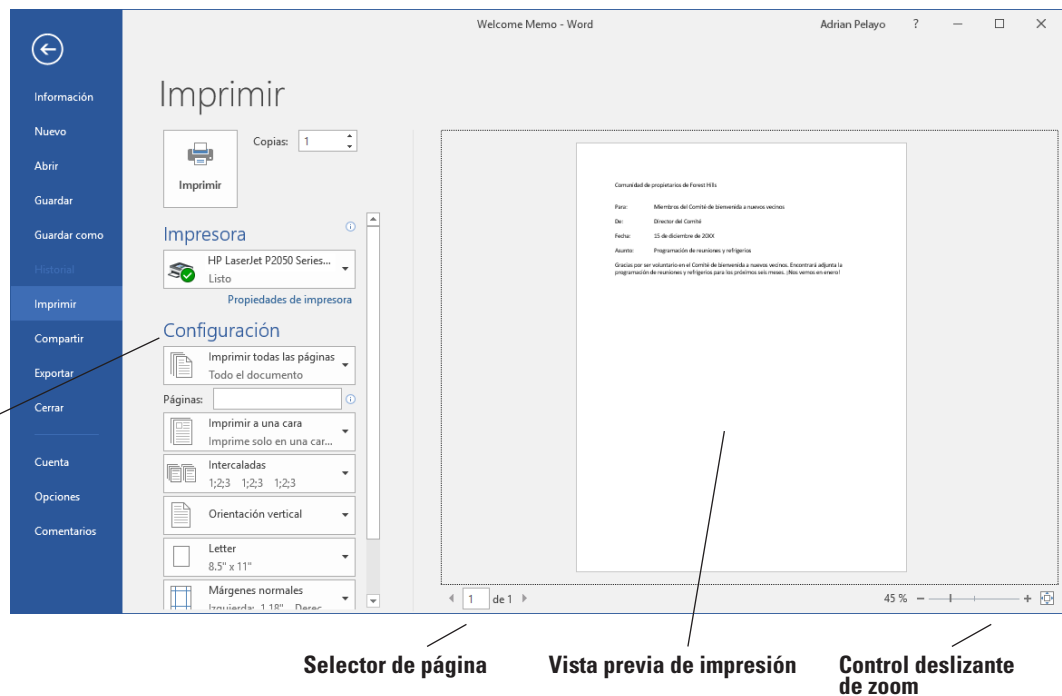 Welcome Memo - Word
Adrian Pelayo
?
Información
Nuevo
Abrir
Guardar
Guardar como
Historial
Imprimir
Compartir
Exportar
Cerrar
Cuenta
Opciones
Comentarios
Imprimir
Imprimir
Copias: 1
Impresora
HP LaserJet P2050 Series...
Listo
Propiedades de impresora
Configuración
Imprimir todas las páginas
Todo el documento
Páginas:
Imprimir a una cara
Imprime solo en una car...
Intercaladas
1;2;3 1;2;3 1;2;3
Orientación vertical
Letter
8.5" x 11"
Márgenes normales
Izquierda: 1.18" Derec
Comunidad de propietarios de Forest Hills
Para: Miembros del Comité de bienvenida a nuevos vecinos
De: Director del Comité
Fecha: 15 de diciembre de 20XX
Asunto: Programación de reuniones y refrigerios
Gracias por ser voluntario en el Comité de bienvenida a nuevos vecinos. Encontrará adjunta la
programación de reuniones y refrigerios para los próximos seis meses. ¡Nos vemos en enero!
1 de 1
45 %
Selector de página
Vista previa de impresión
Control deslizante
de zoom